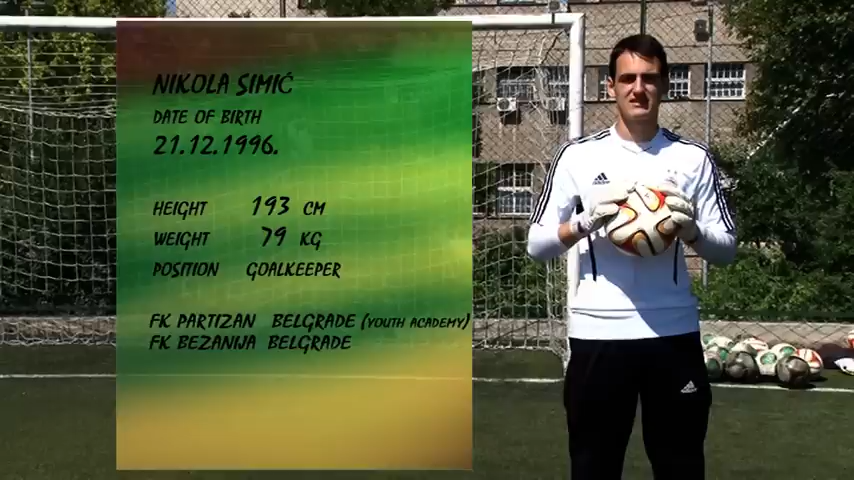 NIKOLA SIMIĆ
DATE OF BIRTH
21.12.1996.
HEIGHT 193 CM
WEIGHT 79 KG
POSITION GOALKEEPER
FK PARTIZAN BELGRADE (YOUTH ACADEMY)
FK BEZANIJA BELGRADE